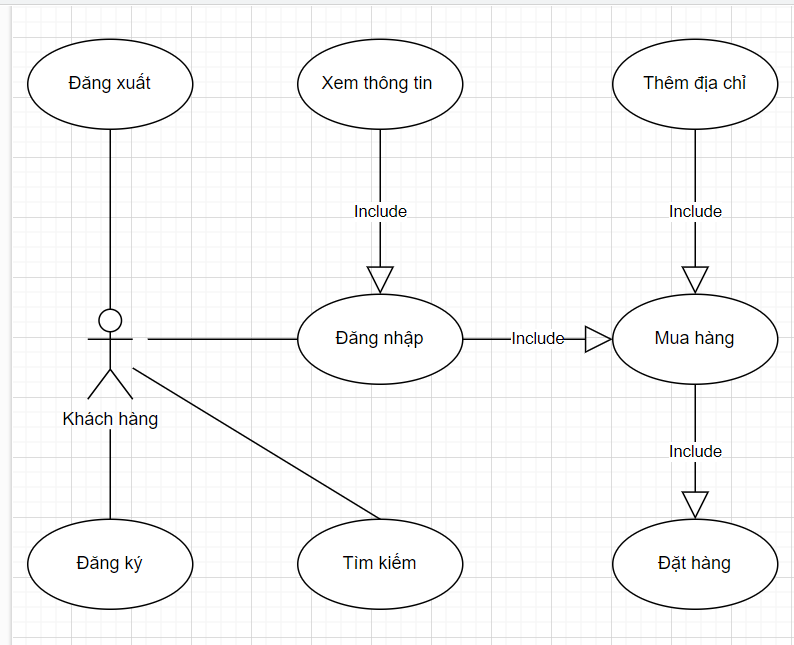 Đăng xuất
Xem thông tin
Thêm địa chỉ
Include
Include
Đăng nhập
Include
Mua hàng
Khách hàng
Include
Đăng ký
Tìm kiếm
Đặt hàng